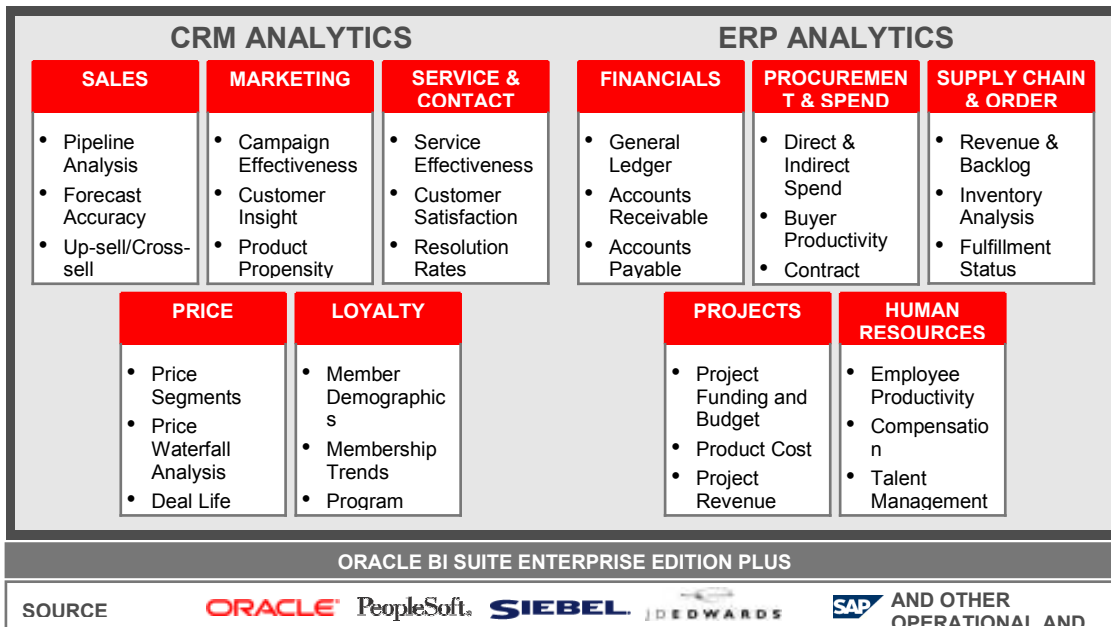 CRM ANALYTICS
ERP ANALYTICS
SALES
• Pipeline
Analysis
• Forecast
Accuracy
• Up-sell/Cross-
sell
MARKETING
• Campaign
Effectiveness
• Customer
Insight
• Product
Propensity
SERVICE &
CONTACT
• Service
Effectiveness
• Customer
Satisfaction
• Resolution
Rates
FINANCIALS
• General
Ledger
• Accounts
Receivable
• Accounts
Payable
PROCUREMEN
T & SPEND
• Direct &
Indirect
Spend
• Buyer
Productivity
• Contract
SUPPLY CHAIN
& ORDER
• Revenue &
Backlog
• Inventory
Analysis
• Fulfillment
Status
PRICE
• Price
Segments
• Price
Waterfall
Analysis
• Deal Life
LOYALTY
• Member
Demographic
s
• Membership
Trends
• Program
PROJECTS
• Project
Funding and
Budget
• Product Cost
• Project
Revenue
HUMAN
RESOURCES
• Employee
Productivity
• Compensatio
n
• Talent
Management
ORACLE BI SUITE ENTERPRISE EDITION PLUS
SOURCE
ORACLE
PeopleSoft.
SIEBEL.
JDEDWARDS
SAP
AND OTHER
OPERATIONAL AND